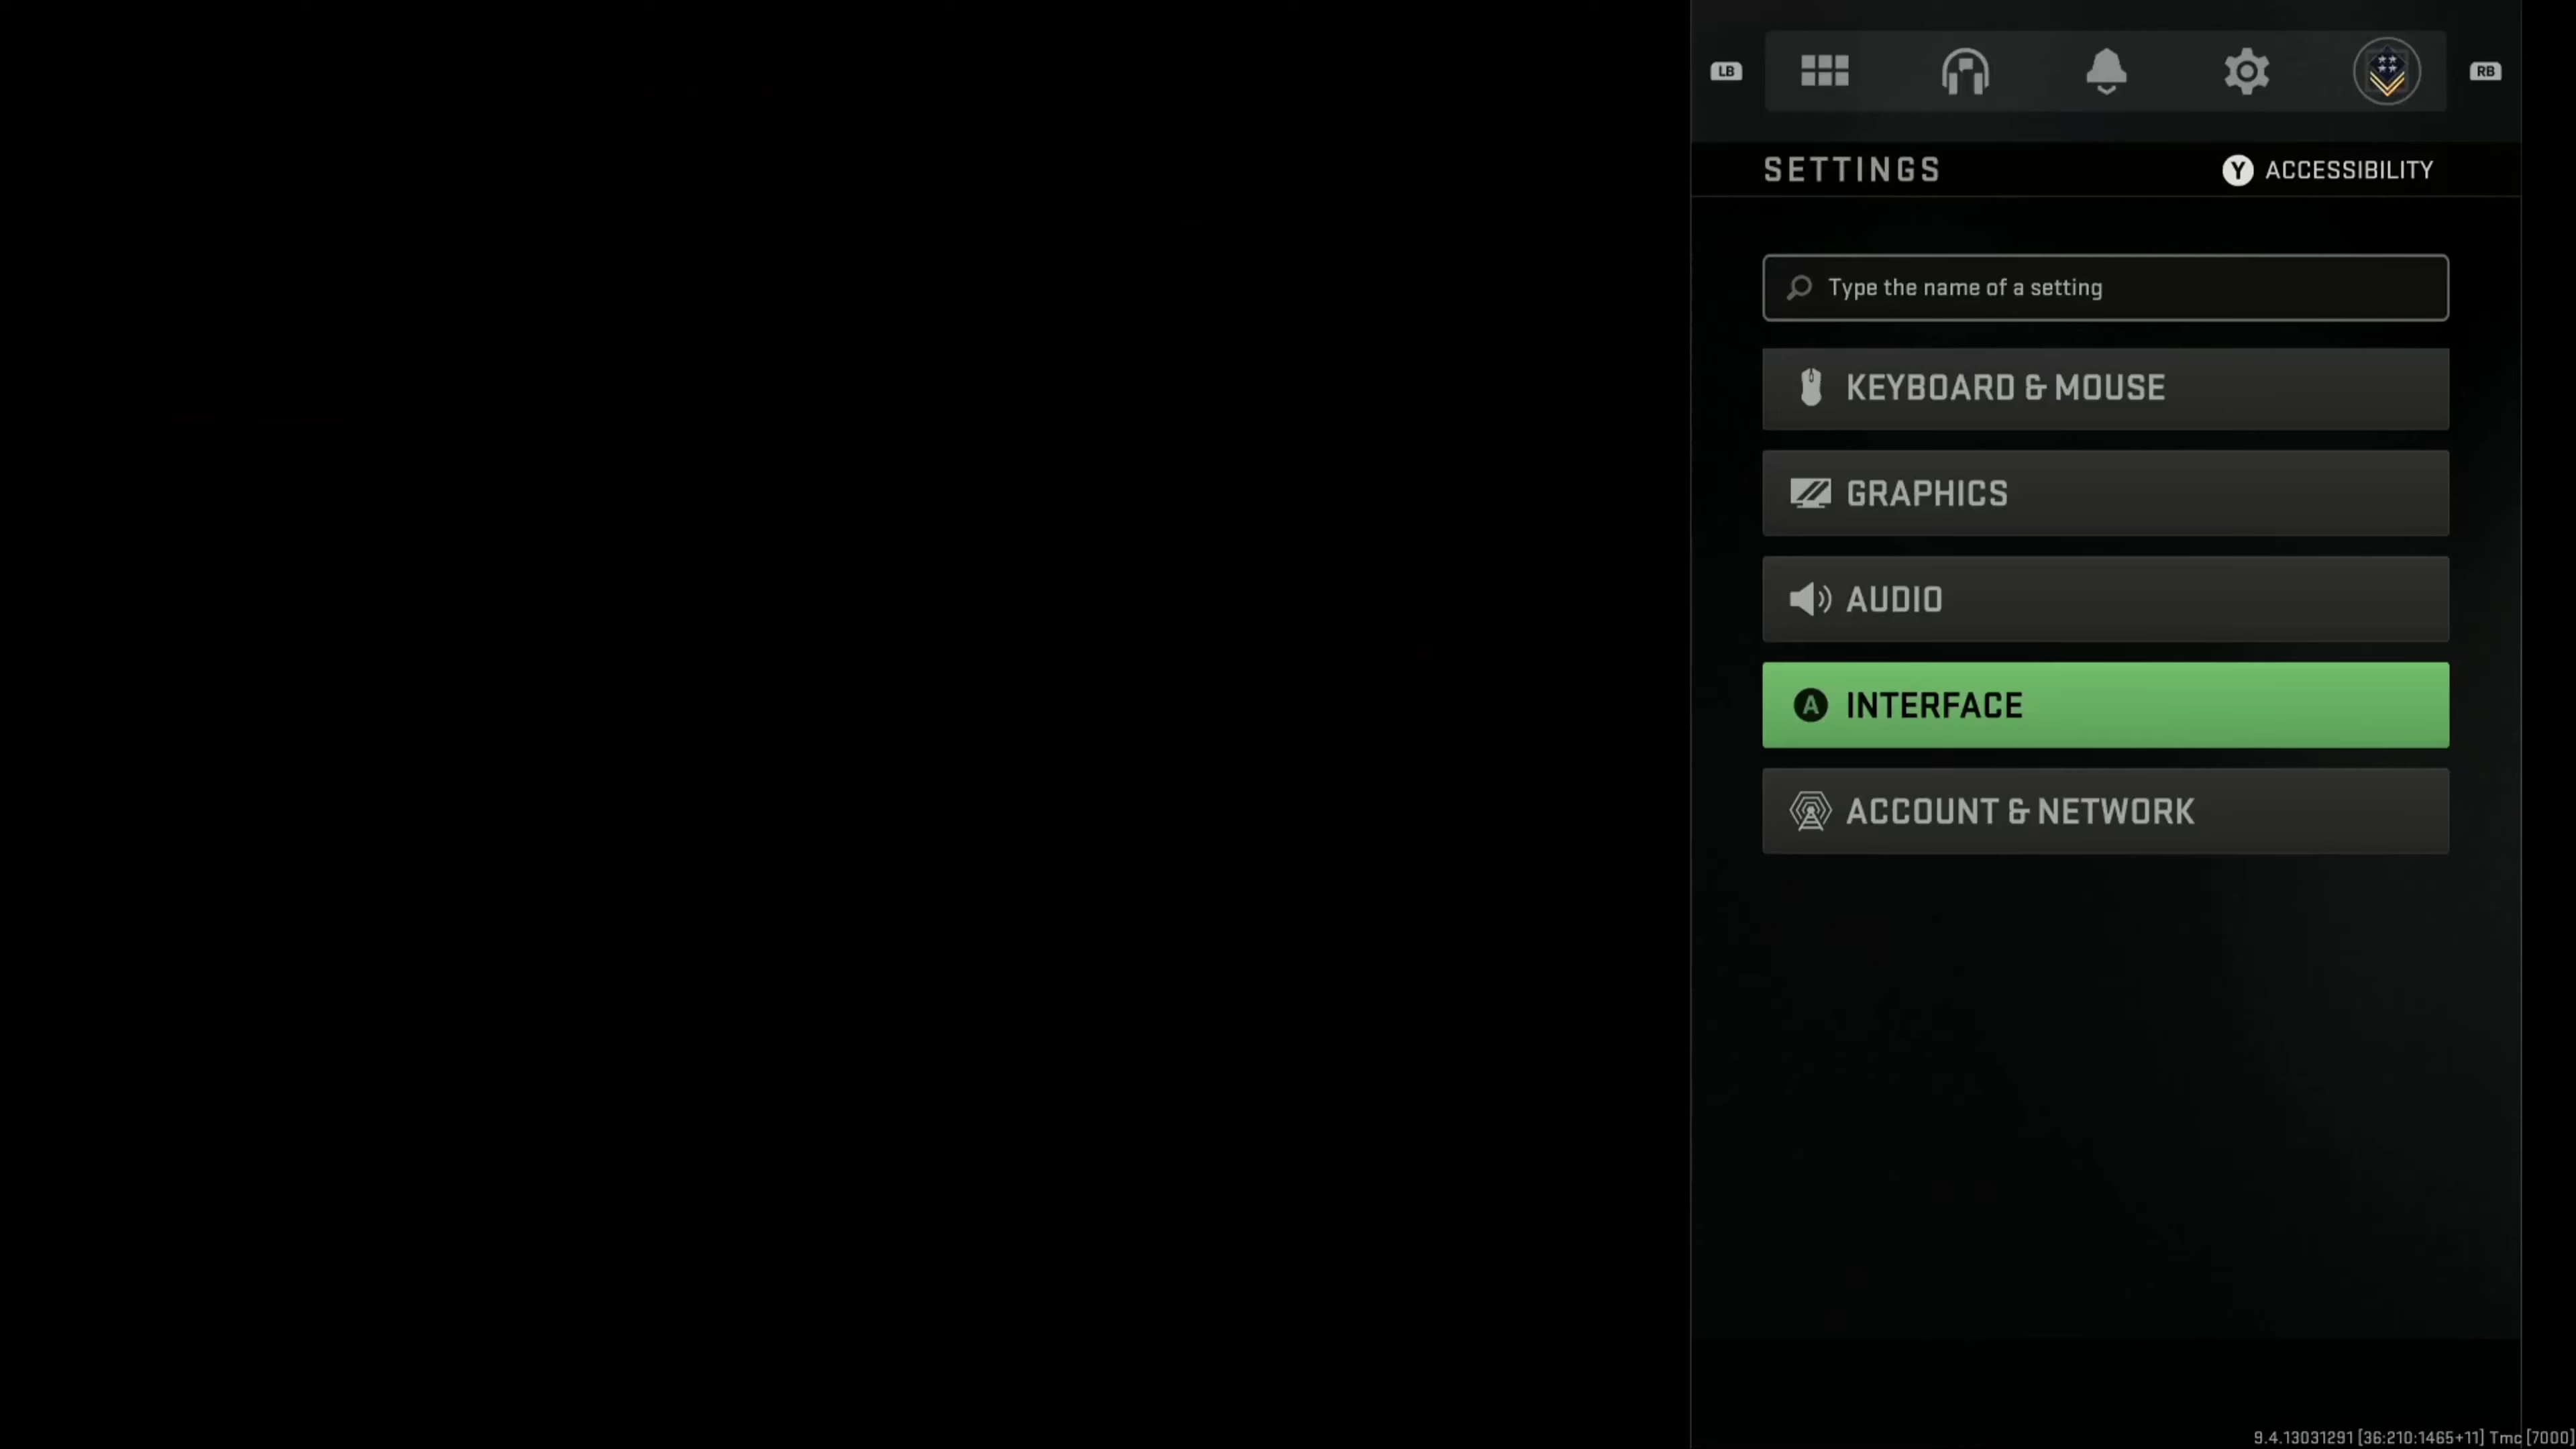 LB
RB
SETTINGS
Y ACCESSIBILITY
Type the name of a setting
KEYBOARD & MOUSE
GRAPHICS
AUDIO
A INTERFACE
ACCOUNT & NETWORK
9.4.13031291 [36:210:1465+11] Tmc [7000]